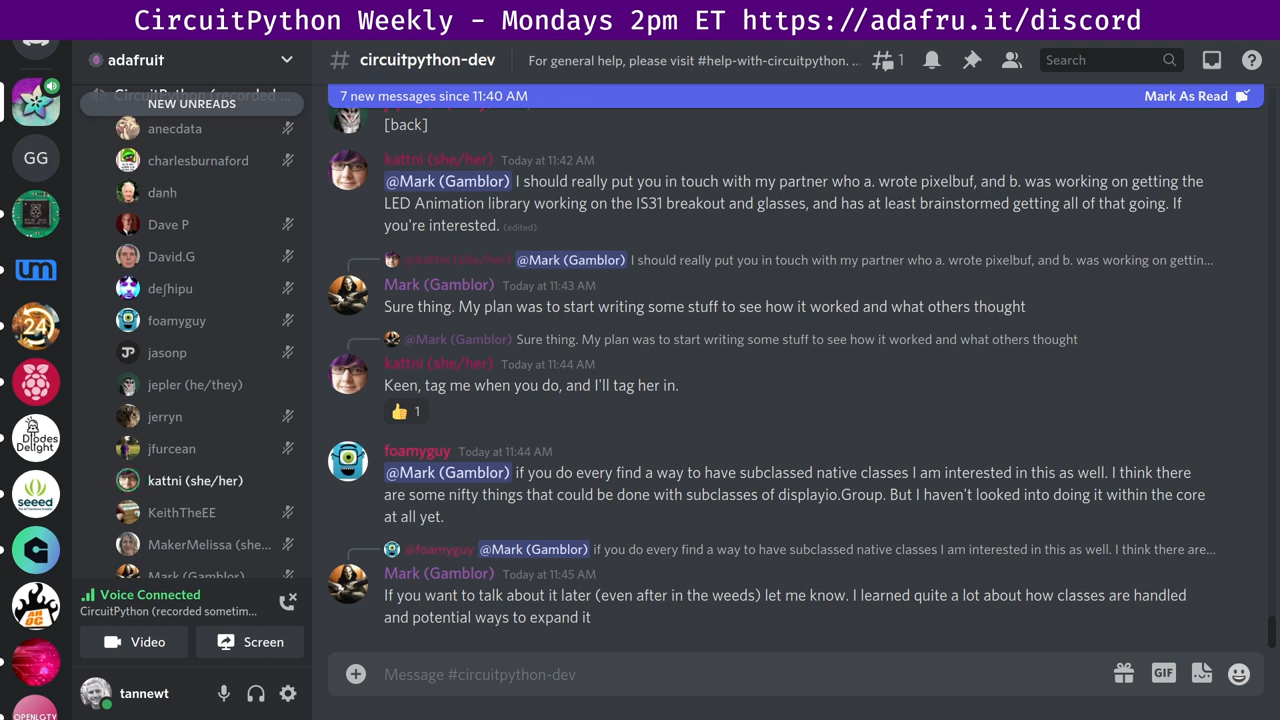 CircuitPython Weekly – Mondays 2pm ET https://adafru.it/discord
adafruit
NEW UNREADS
anecdata
charlesburnaford
danh
Dave P
David.G
deʃhipu
foamyguy
jasonp
jepler (he/they)
jerryn
jfurcean
kattni (she/her)
KeithTheEE
MakerMelissa (she...
Mark (Gamblor)
Voice Connected
CircuitPython (recorded sometim...
Video
Screen
tannewt
GG
um
24
Diodes
Delight
seeed
OPENLGTV
# circuitpython-dev
For general help, please visit #help-with-circuitpython. ...
1
Search
7 new messages since 11:40 AM
Mark As Read
[back]
kattni (she/her) Today at 11:42 AM
@Mark (Gamblor) I should really put you in touch with my partner who a. wrote pixelbuf, and b. was working on getting the
LED Animation library working on the IS31 breakout and glasses, and has at least brainstormed getting all of that going. If
you're interested. (edited)
@kattni (she/her) @Mark (Gamblor) I should really put you in touch with my partner who a. wrote pixelbuf, and b. was working on gettin...
Mark (Gamblor) Today at 11:43 AM
Sure thing. My plan was to start writing some stuff to see how it worked and what others thought
@Mark (Gamblor) Sure thing. My plan was to start writing some stuff to see how it worked and what others thought
kattni (she/her) Today at 11:44 AM
Keen, tag me when you do, and I'll tag her in.
👍 1
foamyguy Today at 11:44 AM
@Mark (Gamblor) if you do every find a way to have subclassed native classes I am interested in this as well. I think there
are some nifty things that could be done with subclasses of displayio.Group. But I haven't looked into doing it within the core
at all yet.
@foamyguy @Mark (Gamblor) if you do every find a way to have subclassed native classes I am interested in this as well. I think there are...
Mark (Gamblor) Today at 11:45 AM
If you want to talk about it later (even after in the weeds) let me know. I learned quite a lot about how classes are handled
and potential ways to expand it
Message #circuitpython-dev
GIF